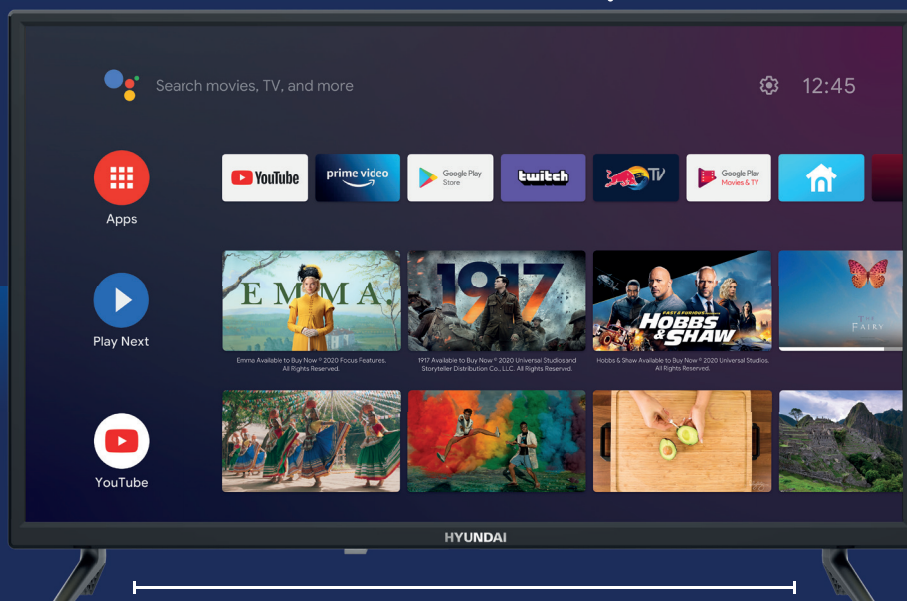 Search movies, TV, and more
12:45
Apps
YouTube
prime video
Google Play
Store
twitch
TV
Google Play
Movies & TV
Play Next
EMMA.
1917
FAST & FURIOUS
HOBBS
& SHAW
THE
FAIRY
Emma Available to Buy Now © 2020 Focus Features.
All Rights Reserved.
1917 Available to Buy Now © 2020 Universal Studiosand
Storyteller Distribution Co., LLC. All Rights Reservnd.
Hobbs & Shaw Available to Buy Now © 2020 Universal Studios.
All Rights Reserved.
YouTube
HYUNDAI